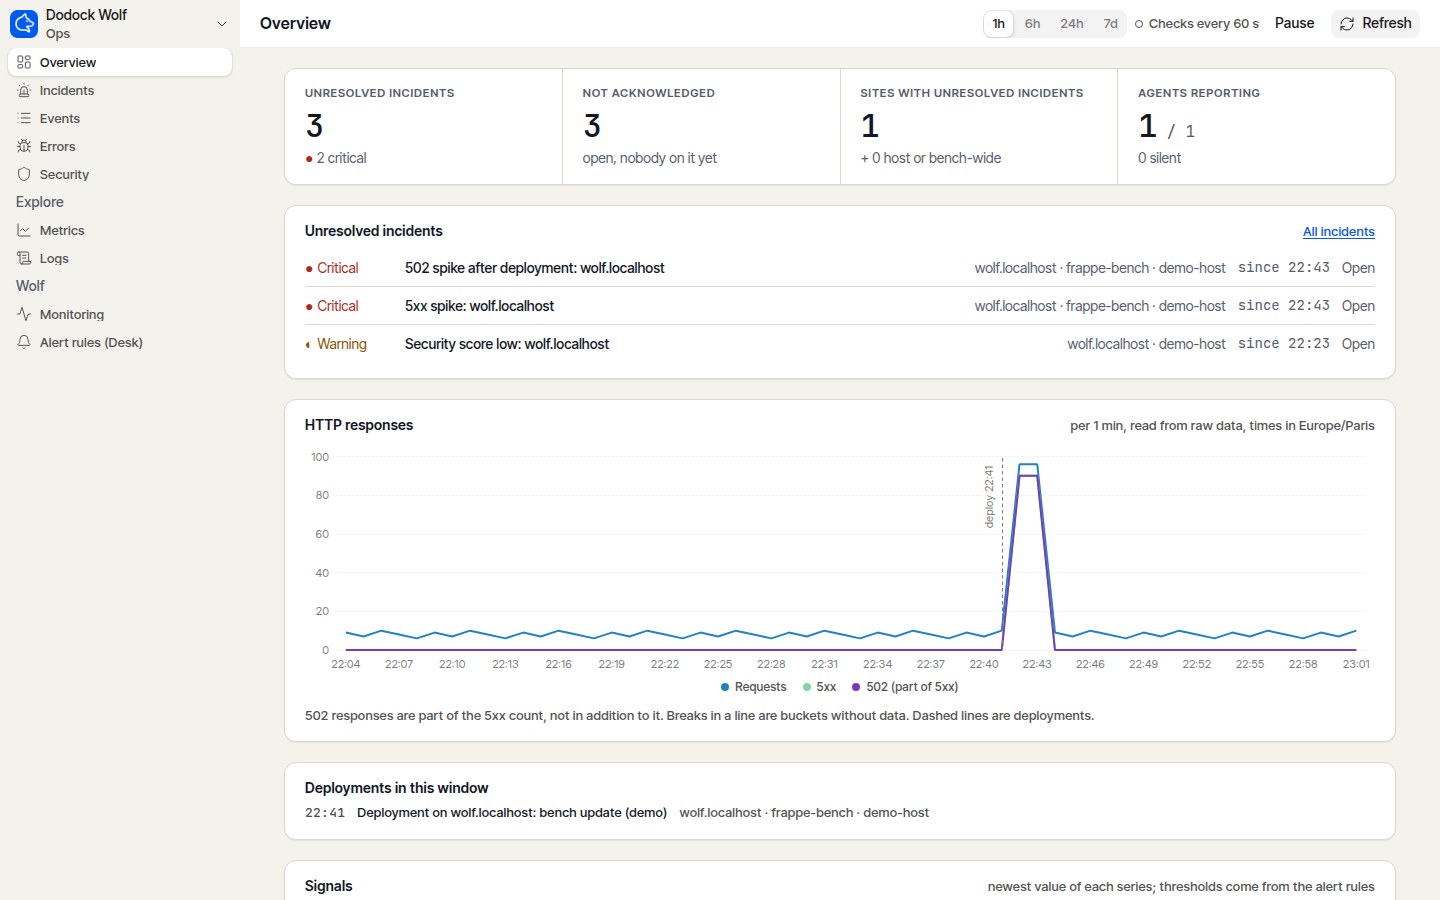 Dodock Wolf
Ops
Overview
Incidents
Events
Errors
Security
Explore
Metrics
Logs
Wolf
Monitoring
Alert rules (Desk)
Overview
1h 6h 24h 7d Checks every 60 s Pause Refresh
UNRESOLVED INCIDENTS
3
2 critical
NOT ACKNOWLEDGED
3
open, nobody on it yet
SITES WITH UNRESOLVED INCIDENTS
1
+ 0 host or bench-wide
AGENTS REPORTING
1 / 1
0 silent
Unresolved incidents All incidents
Critical 502 spike after deployment: wolf.localhost wolf.localhost · frappe-bench · demo-host since 22:43 Open
Critical 5xx spike: wolf.localhost wolf.localhost · frappe-bench · demo-host since 22:43 Open
Warning Security score low: wolf.localhost wolf.localhost · demo-host since 22:23 Open
HTTP responses per 1 min, read from raw data, times in Europe/Paris
100
80
60
40
20
0
deploy 22:41
22:04 22:07 22:10 22:13 22:16 22:19 22:22 22:25 22:28 22:31 22:34 22:37 22:40 22:43 22:46 22:49 22:52 22:55 22:58 23:01
Requests 5xx 502 (part of 5xx)
502 responses are part of the 5xx count, not in addition to it. Breaks in a line are buckets without data. Dashed lines are deployments.
Deployments in this window
22:41 Deployment on wolf.localhost: bench update (demo) wolf.localhost · frappe-bench · demo-host
Signals newest value of each series; thresholds come from the alert rules